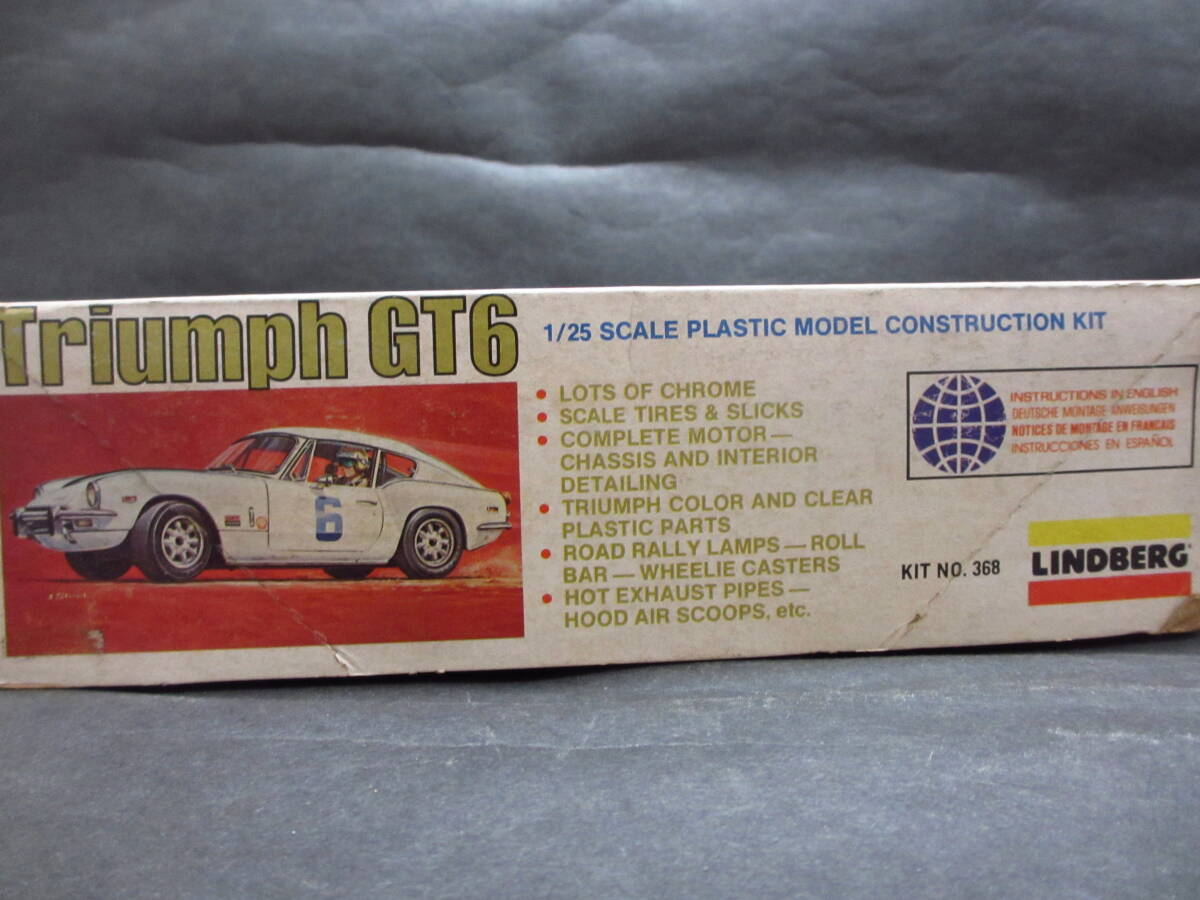 Triumph GT6
1/25 SCALE PLASTIC MODEL CONSTRUCTION KIT
• LOTS OF CHROME
• SCALE TIRES & SLICKS
• COMPLETE MOTOR—
CHASSIS AND INTERIOR
DETAILING
• TRIUMPH COLOR AND CLEAR
PLASTIC PARTS
• ROAD RALLY LAMPS—ROLL
BAR—WHEELIE CASTERS
• HOT EXHAUST PIPES—
HOOD AIR SCOOPS, etc.
INSTRUCTIONS IN ENGLISH
DEUTSCHE MONTAGE ANWEISUNGEN
NOTICES DE MONTAGE EN FRANCAIS
INSTRUCCIONES EN ESPAÑOL
KIT NO. 368
LINDBERG®
6